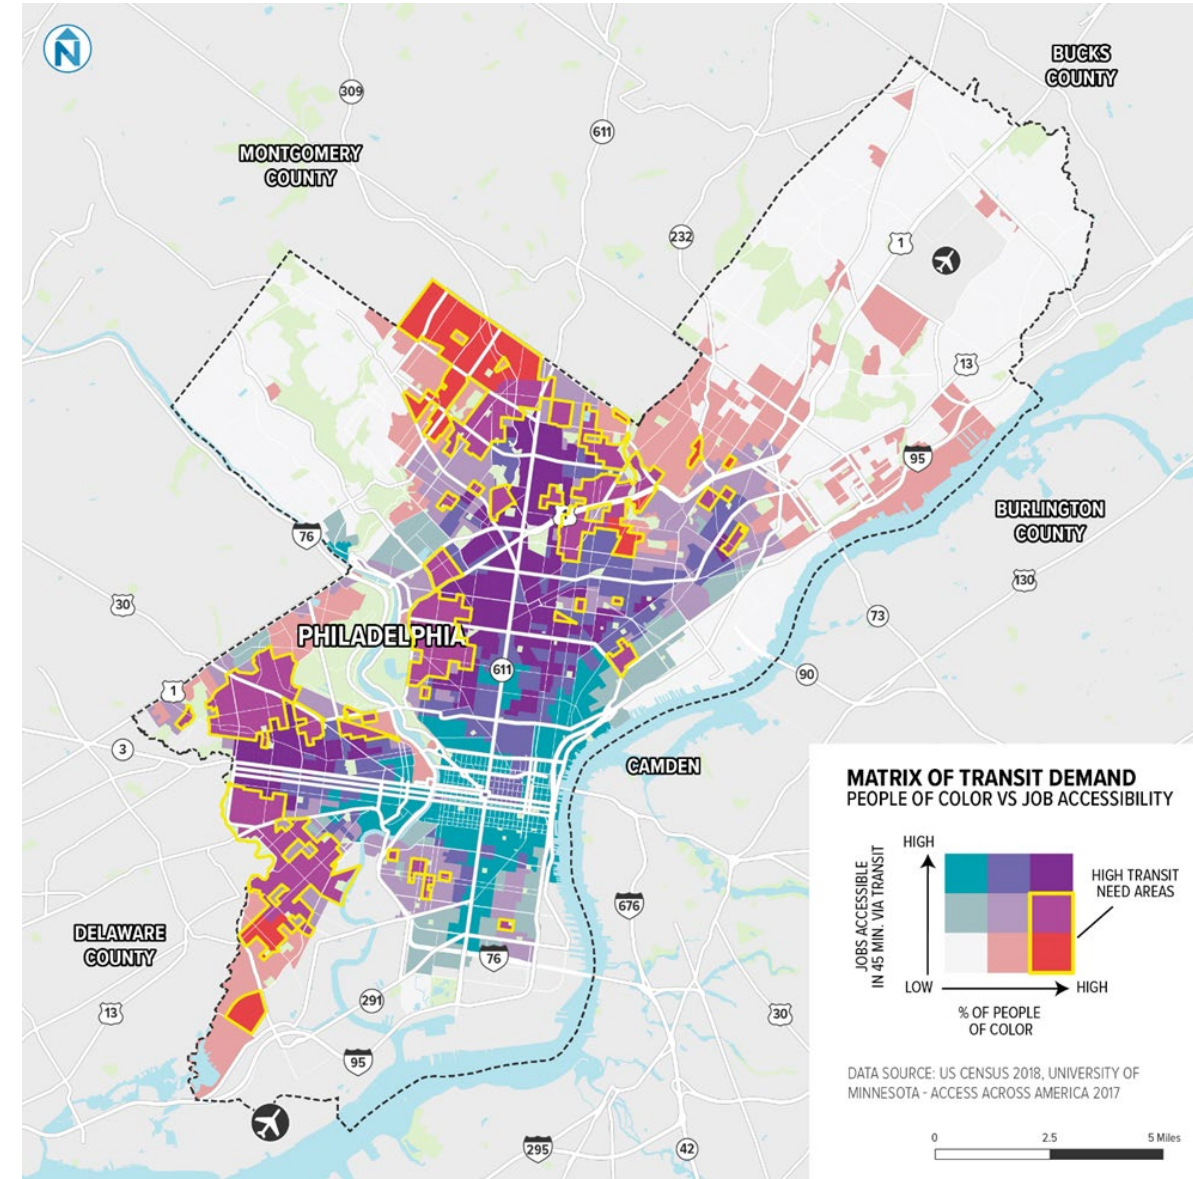 N
BUCKS
COUNTY
309
611
MONTGOMERY
COUNTY
232
1
13
95
BURLINGTON
COUNTY
76
130
30
73
PHILADELPHIA
611
90
1
3
CAMDEN
676
DELAWARE
COUNTY
76
291
13
30
95
295
42
MATRIX OF TRANSIT DEMAND
PEOPLE OF COLOR VS JOB ACCESSIBILITY
HIGH
JOBS ACCESSIBLE
IN 45 MIN. VIA TRANSIT
HIGH TRANSIT
NEED AREAS
LOW
HIGH
% OF PEOPLE
OF COLOR
DATA SOURCE: US CENSUS 2018, UNIVERSITY OF
MINNESOTA - ACCESS ACROSS AMERICA 2017
0 2.5 5 Miles